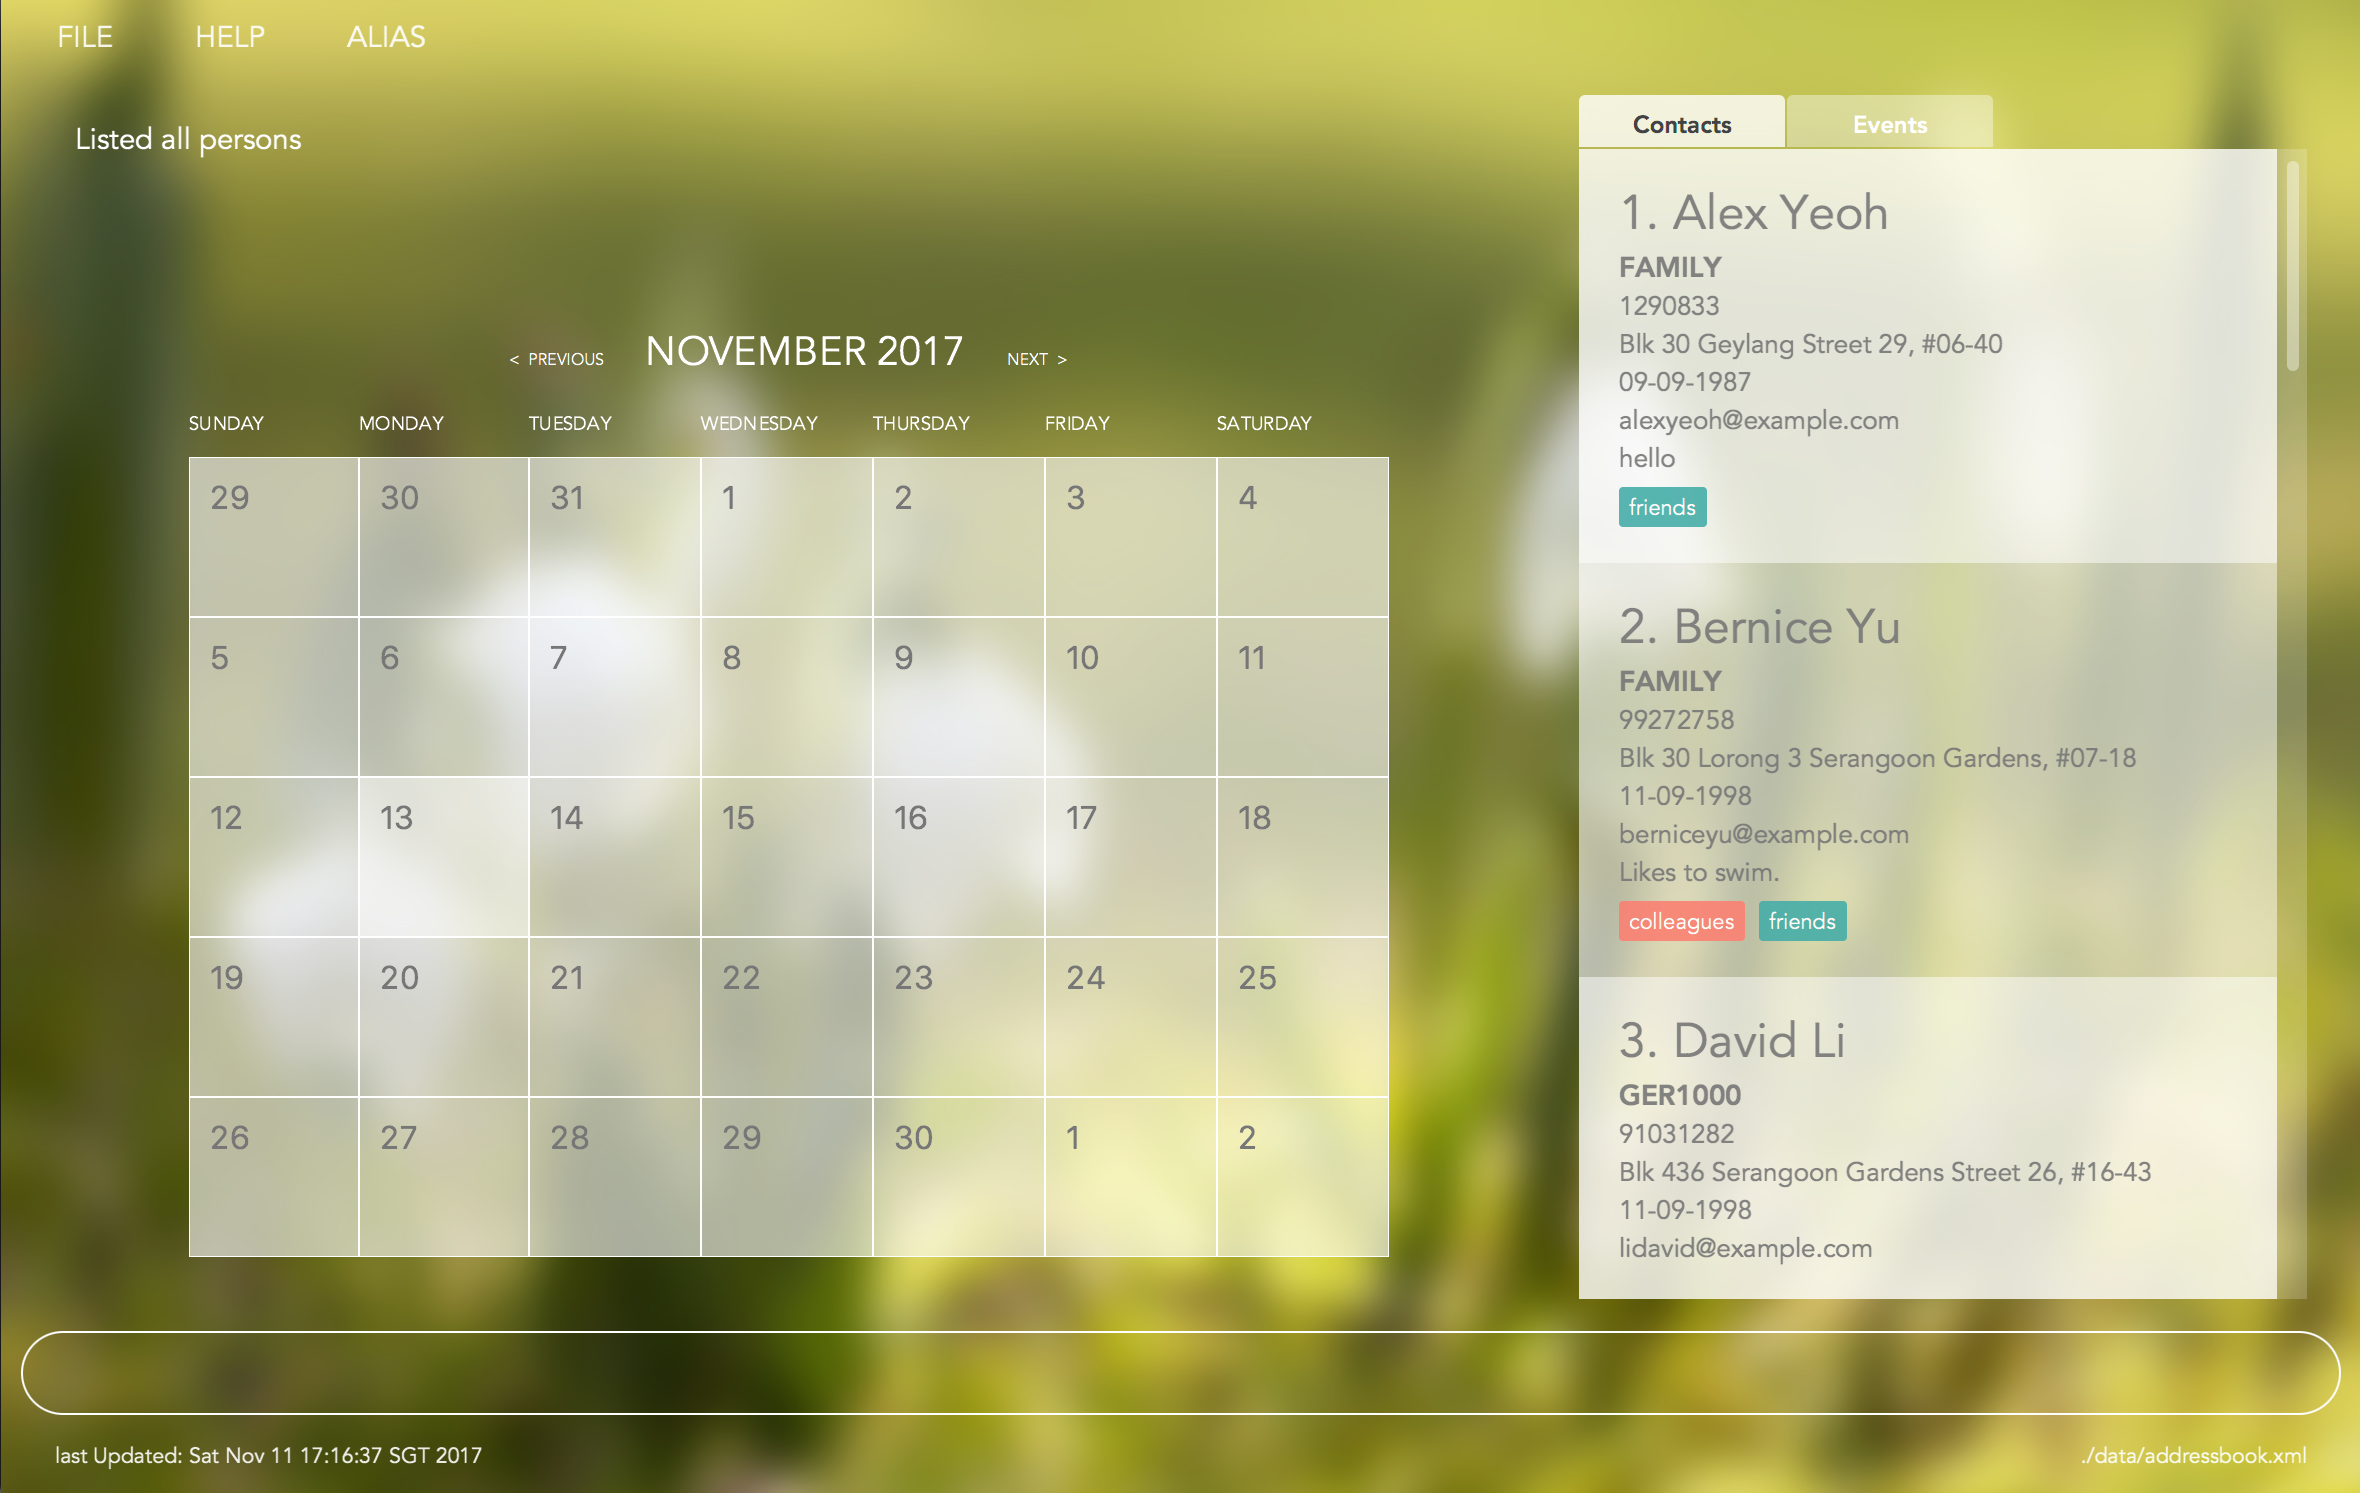 FILE HELP ALIAS
Listed all persons
< PREVIOUS NOVEMBER 2017 NEXT >
SUNDAY MONDAY TUESDAY WEDNESDAY THURSDAY FRIDAY SATURDAY
29 30 31 1 2 3 4
5 6 7 8 9 10 11
12 13 14 15 16 17 18
19 20 21 22 23 24 25
26 27 28 29 30 1 2
Contacts Events
1. Alex Yeoh
FAMILY
1290833
Blk 30 Geylang Street 29, #06-40
09-09-1987
alexyeoh@example.com
hello
friends
2. Bernice Yu
FAMILY
99272758
Blk 30 Lorong 3 Serangoon Gardens, #07-18
11-09-1998
berniceyu@example.com
Likes to swim.
colleagues friends
3. David Li
GER1000
91031282
Blk 436 Serangoon Gardens Street 26, #16-43
11-09-1998
lidavid@example.com
last Updated: Sat Nov 11 17:16:37 SGT 2017
./data/addressbook.xml